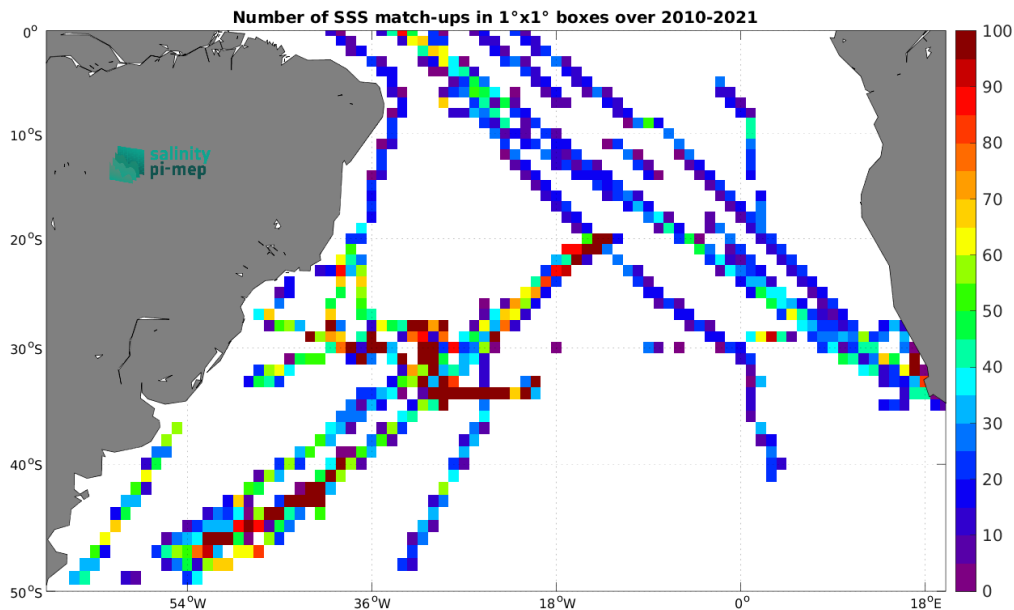 Number of SSS match-ups in 1°x1° boxes over 2010-2021
0°
10°S
20°S
30°S
40°S
50°S
54°W
36°W
18°W
0°
18°E
salinity
pi-mep
100
90
80
70
60
50
40
30
20
10
0